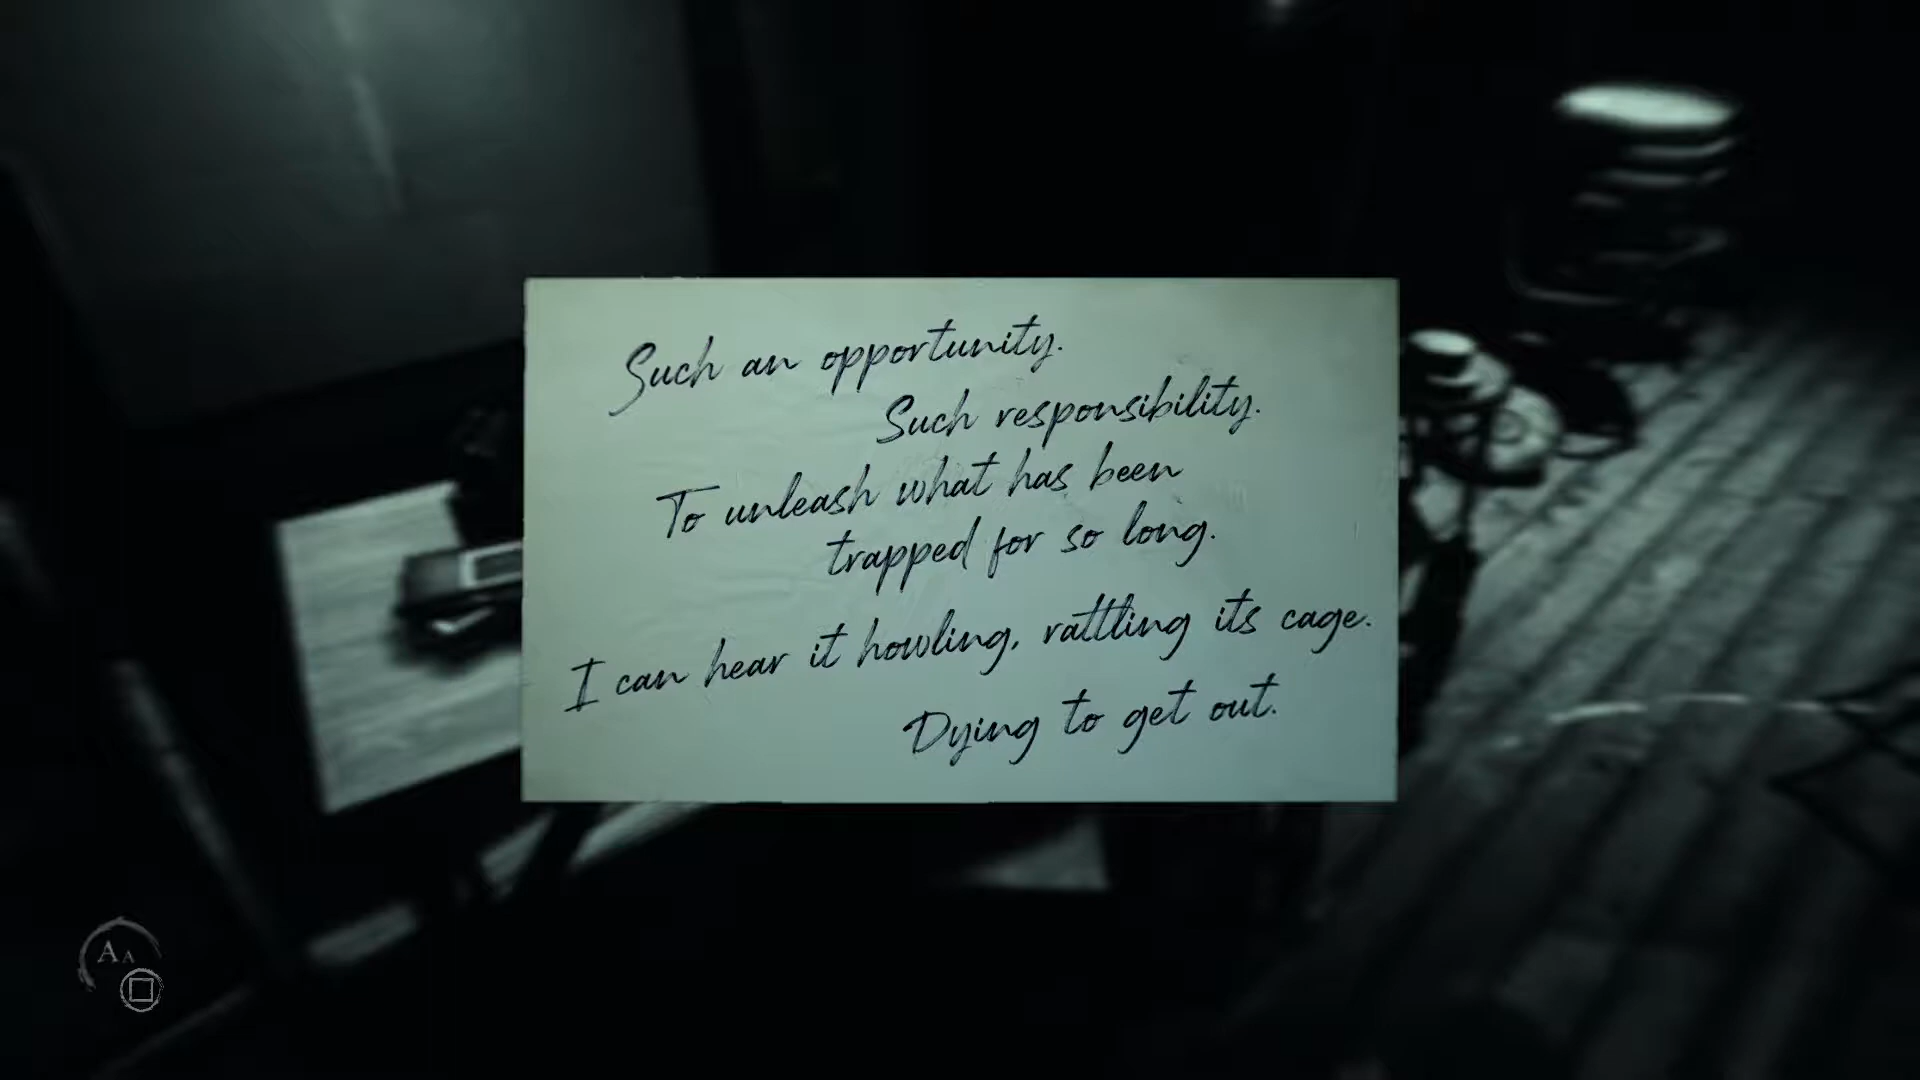 Such an opportunity.
Such responsibility.
To unleash what has been
trapped for so long.
I can hear it howling, rattling its cage.
Dying to get out.
AA